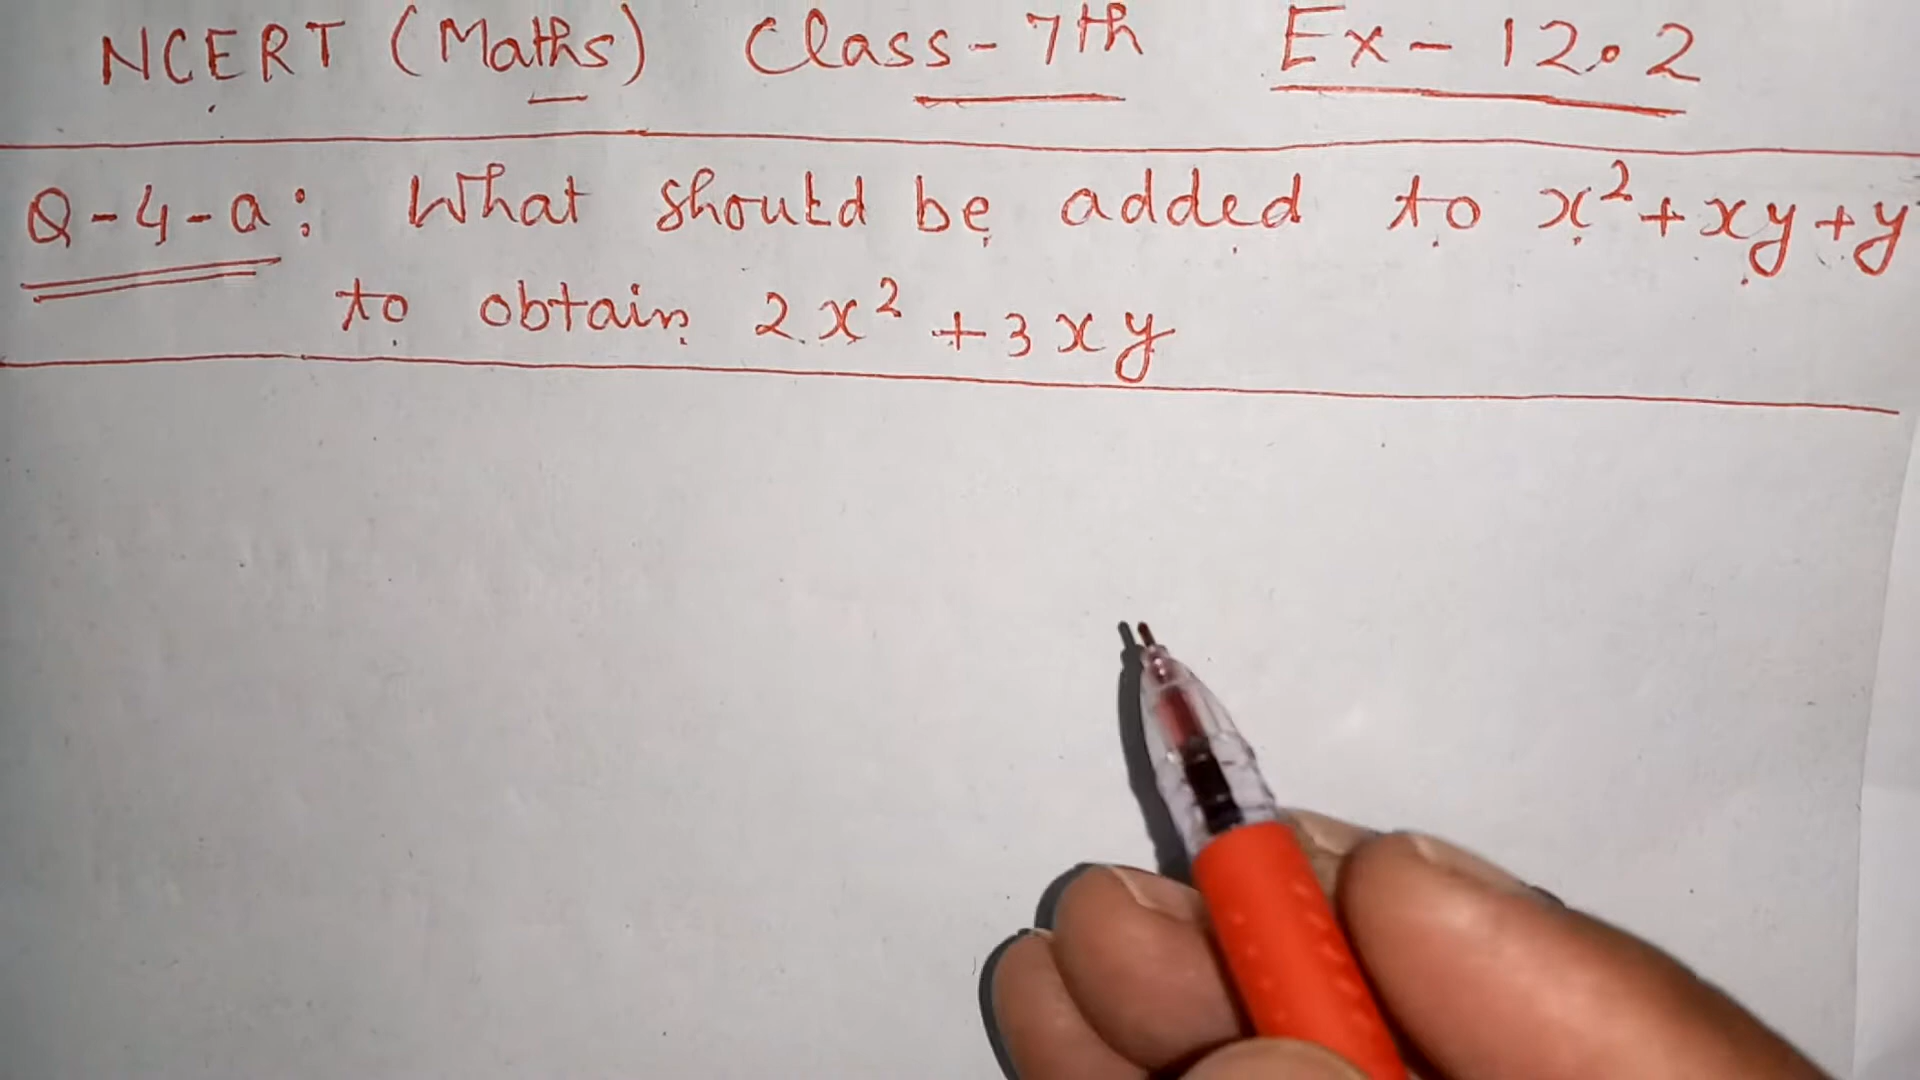 NCERT (Maths) Class-7th Ex-12.2
Q-4-a: What should be added to x²+xy+y
to obtain 2x²+3xy